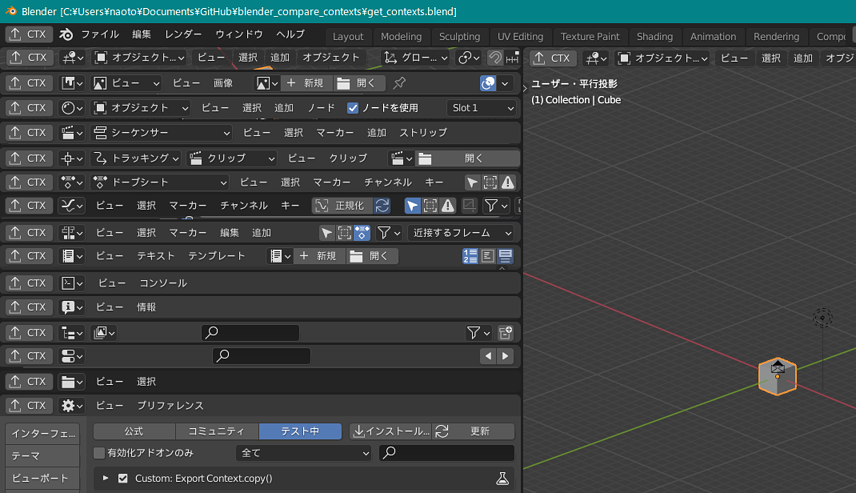 Blender [C:¥Users¥naoto¥Documents¥GitHub¥blender_compare_contexts¥get_contexts.blend]
CTX ファイル 編集 レンダー ウィンドウ ヘルプ Layout Modeling Sculpting UV Editing Texture Paint Shading Animation Rendering Comp
CTX オブジェクト... ビュー 選択 追加 オブジェクト グロー...
CTX ビュー ビュー 画像 新規 開く
CTX オブジェクト ビュー 選択 追加 ノード ノードを使用 Slot 1
CTX シーケンサー ビュー 選択 マーカー 追加 ストリップ
CTX トラッキング クリップ ビュー クリップ 開く
CTX ドープシート ビュー 選択 マーカー チャンネル キー
CTX ビュー 選択 マーカー チャンネル キー 正規化
CTX ビュー 選択 マーカー 編集 追加 近接するフレーム
CTX ビュー テキスト テンプレート 新規 開く
CTX ビュー コンソール
CTX ビュー 情報
CTX
CTX
CTX ビュー 選択
CTX ビュー プリファレンス
インターフェ...
テーマ
ビューポート
公式 コミュニティ テスト中 インストール... 更新
有効化アドオンのみ 全て
Custom: Export Context.copy()
CTX オブジェクト... ビュー 選択 追加 オブジ
ユーザー・平行投影
(1) Collection | Cube